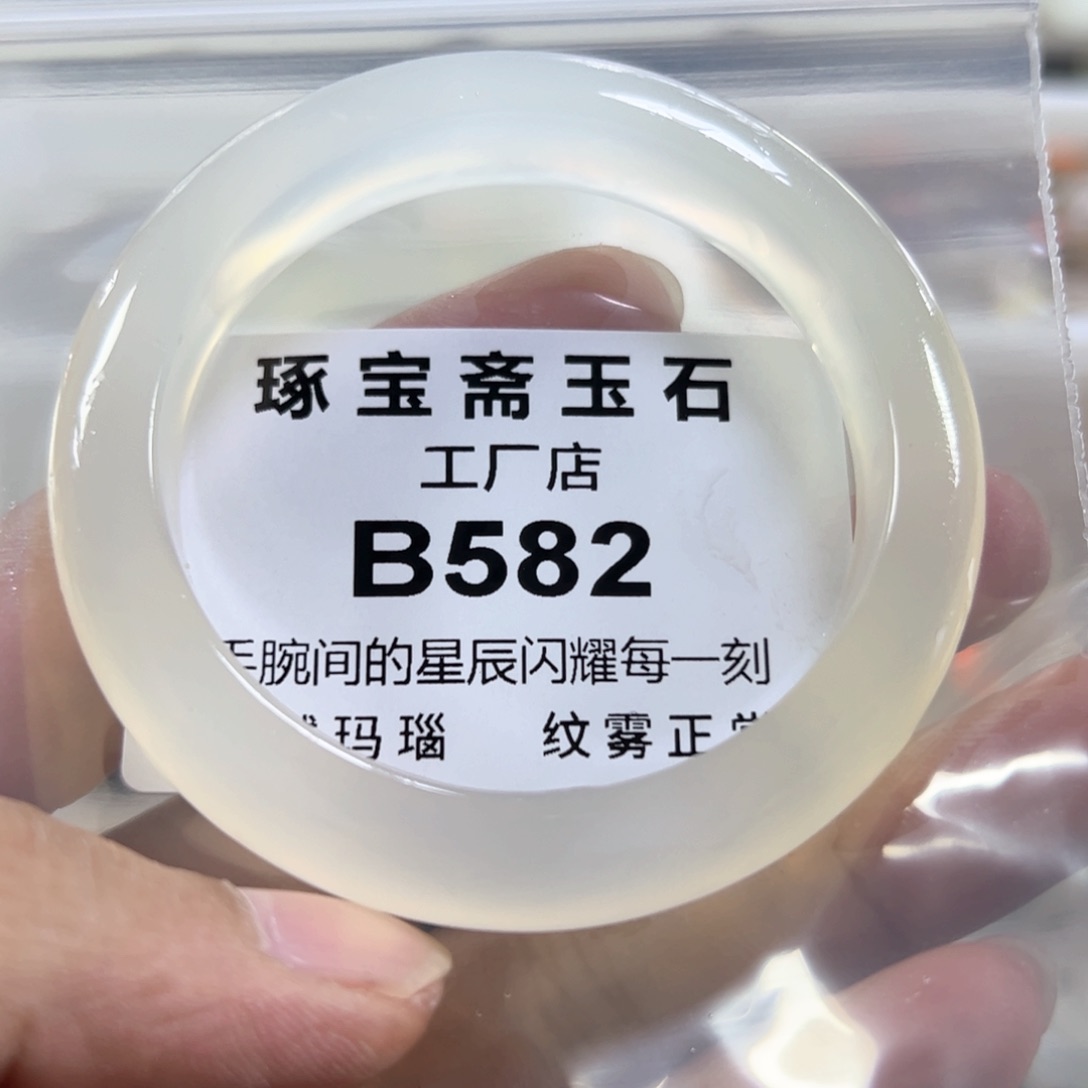 琢宝斋玉石
工厂店
B582
腕间的星辰闪耀每一刻
玛瑙 纹雾正